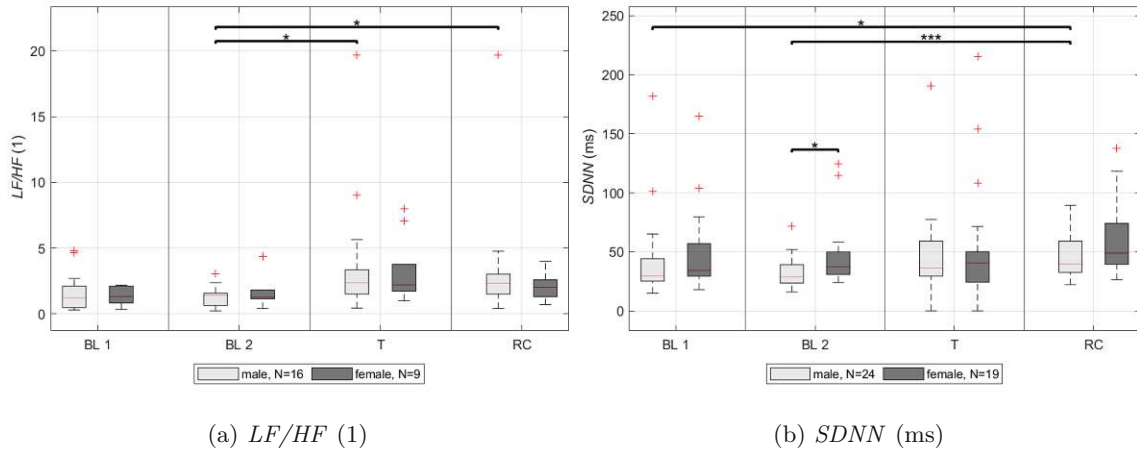 *
*
20
15
10
5
0
LF/HF (1)
BL 1 BL 2 T RC
male, N=16 female, N=9
(a) LF/HF (1)
*
***
*
250
200
150
100
50
0
SDNN (ms)
BL 1 BL 2 T RC
male, N=24 female, N=19
(b) SDNN (ms)